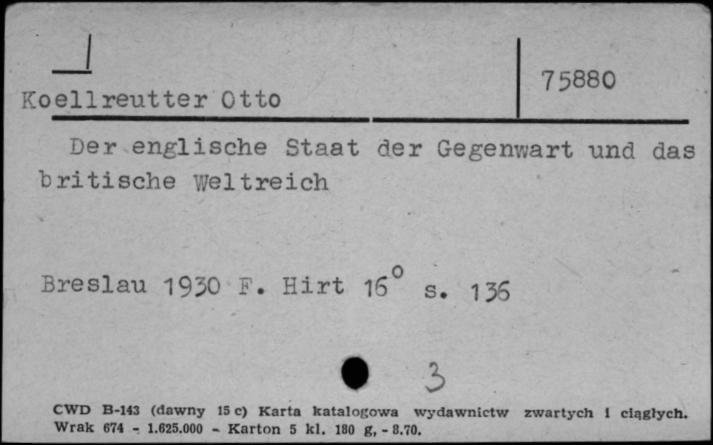 75880
Koellreutter Otto
Der englische Staat der Gegenwart und das
britische Weltreich
Breslau 1930 F. Hirt 16° s. 136
3
CWD B-143 (dawny 15 c) Karta katalogowa wydawnictw zwartych i ciągłych.
Wrak 674 - 1.625.000 - Karton 5 kl. 180 g, - 8.70.